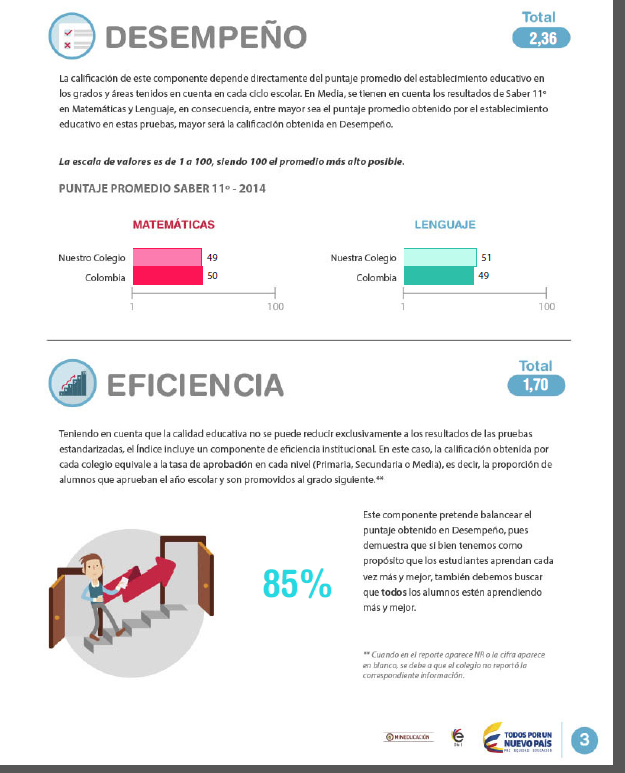 DESEMPEÑO
Total
2,36
La calificación de este componente depende directamente del puntaje promedio del establecimiento educativo en
los grados y áreas tenidos en cuenta en cada ciclo escolar. En Media, se tienen en cuenta los resultados de Saber 11º
en Matemáticas y Lenguaje, en consecuencia, entre mayor sea el puntaje promedio obtenido por el establecimiento
educativo en estas pruebas, mayor será la calificación obtenida en Desempeño.
La escala de valores es de 1 a 100, siendo 100 el promedio más alto posible.
PUNTAJE PROMEDIO SABER 11º - 2014
MATEMÁTICAS
Nuestro Colegio 49
Colombia 50
1 100
LENGUAJE
Nuestra Colegio 51
Colombia 49
1 100
EFICIENCIA
Total
1,70
Teniendo en cuenta que la calidad educativa no se puede reducir exclusivamente a los resultados de las pruebas
estandarizadas, el Índice incluye un componente de eficiencia institucional. En este caso, la calificación obtenida por
cada colegio equivale a la tasa de aprobación en cada nivel (Primaria, Secundaria o Media), es decir, la proporción de
alumnos que aprueban el año escolar y son promovidos al grado siguiente.**
85%
Este componente pretende balancear el
puntaje obtenido en Desempeño, pues
demuestra que si bien tenemos como
propósito que los estudiantes aprendan cada
vez más y mejor, también debemos buscar
que todos los alumnos estén aprendiendo
más y mejor.
** Cuando en el reporte aparece NR o la cifra aparece
en blanco, se debe a que el colegio no reportó la
correspondiente información.
MINEDUCACIÓN
TODOS POR UN
NUEVO PAÍS
PAZ EQUIDAD EDUCACIÓN
3